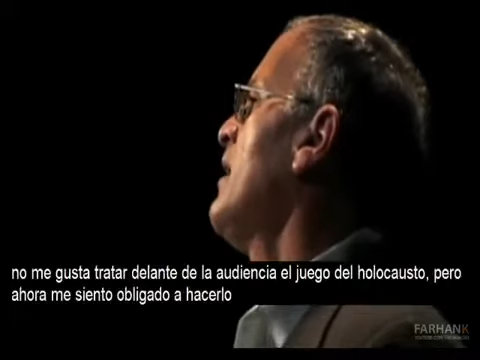 no me gusta tratar delante de la audiencia el juego del holocausto, pero
ahora me siento obligado a hacerlo
FARHANK